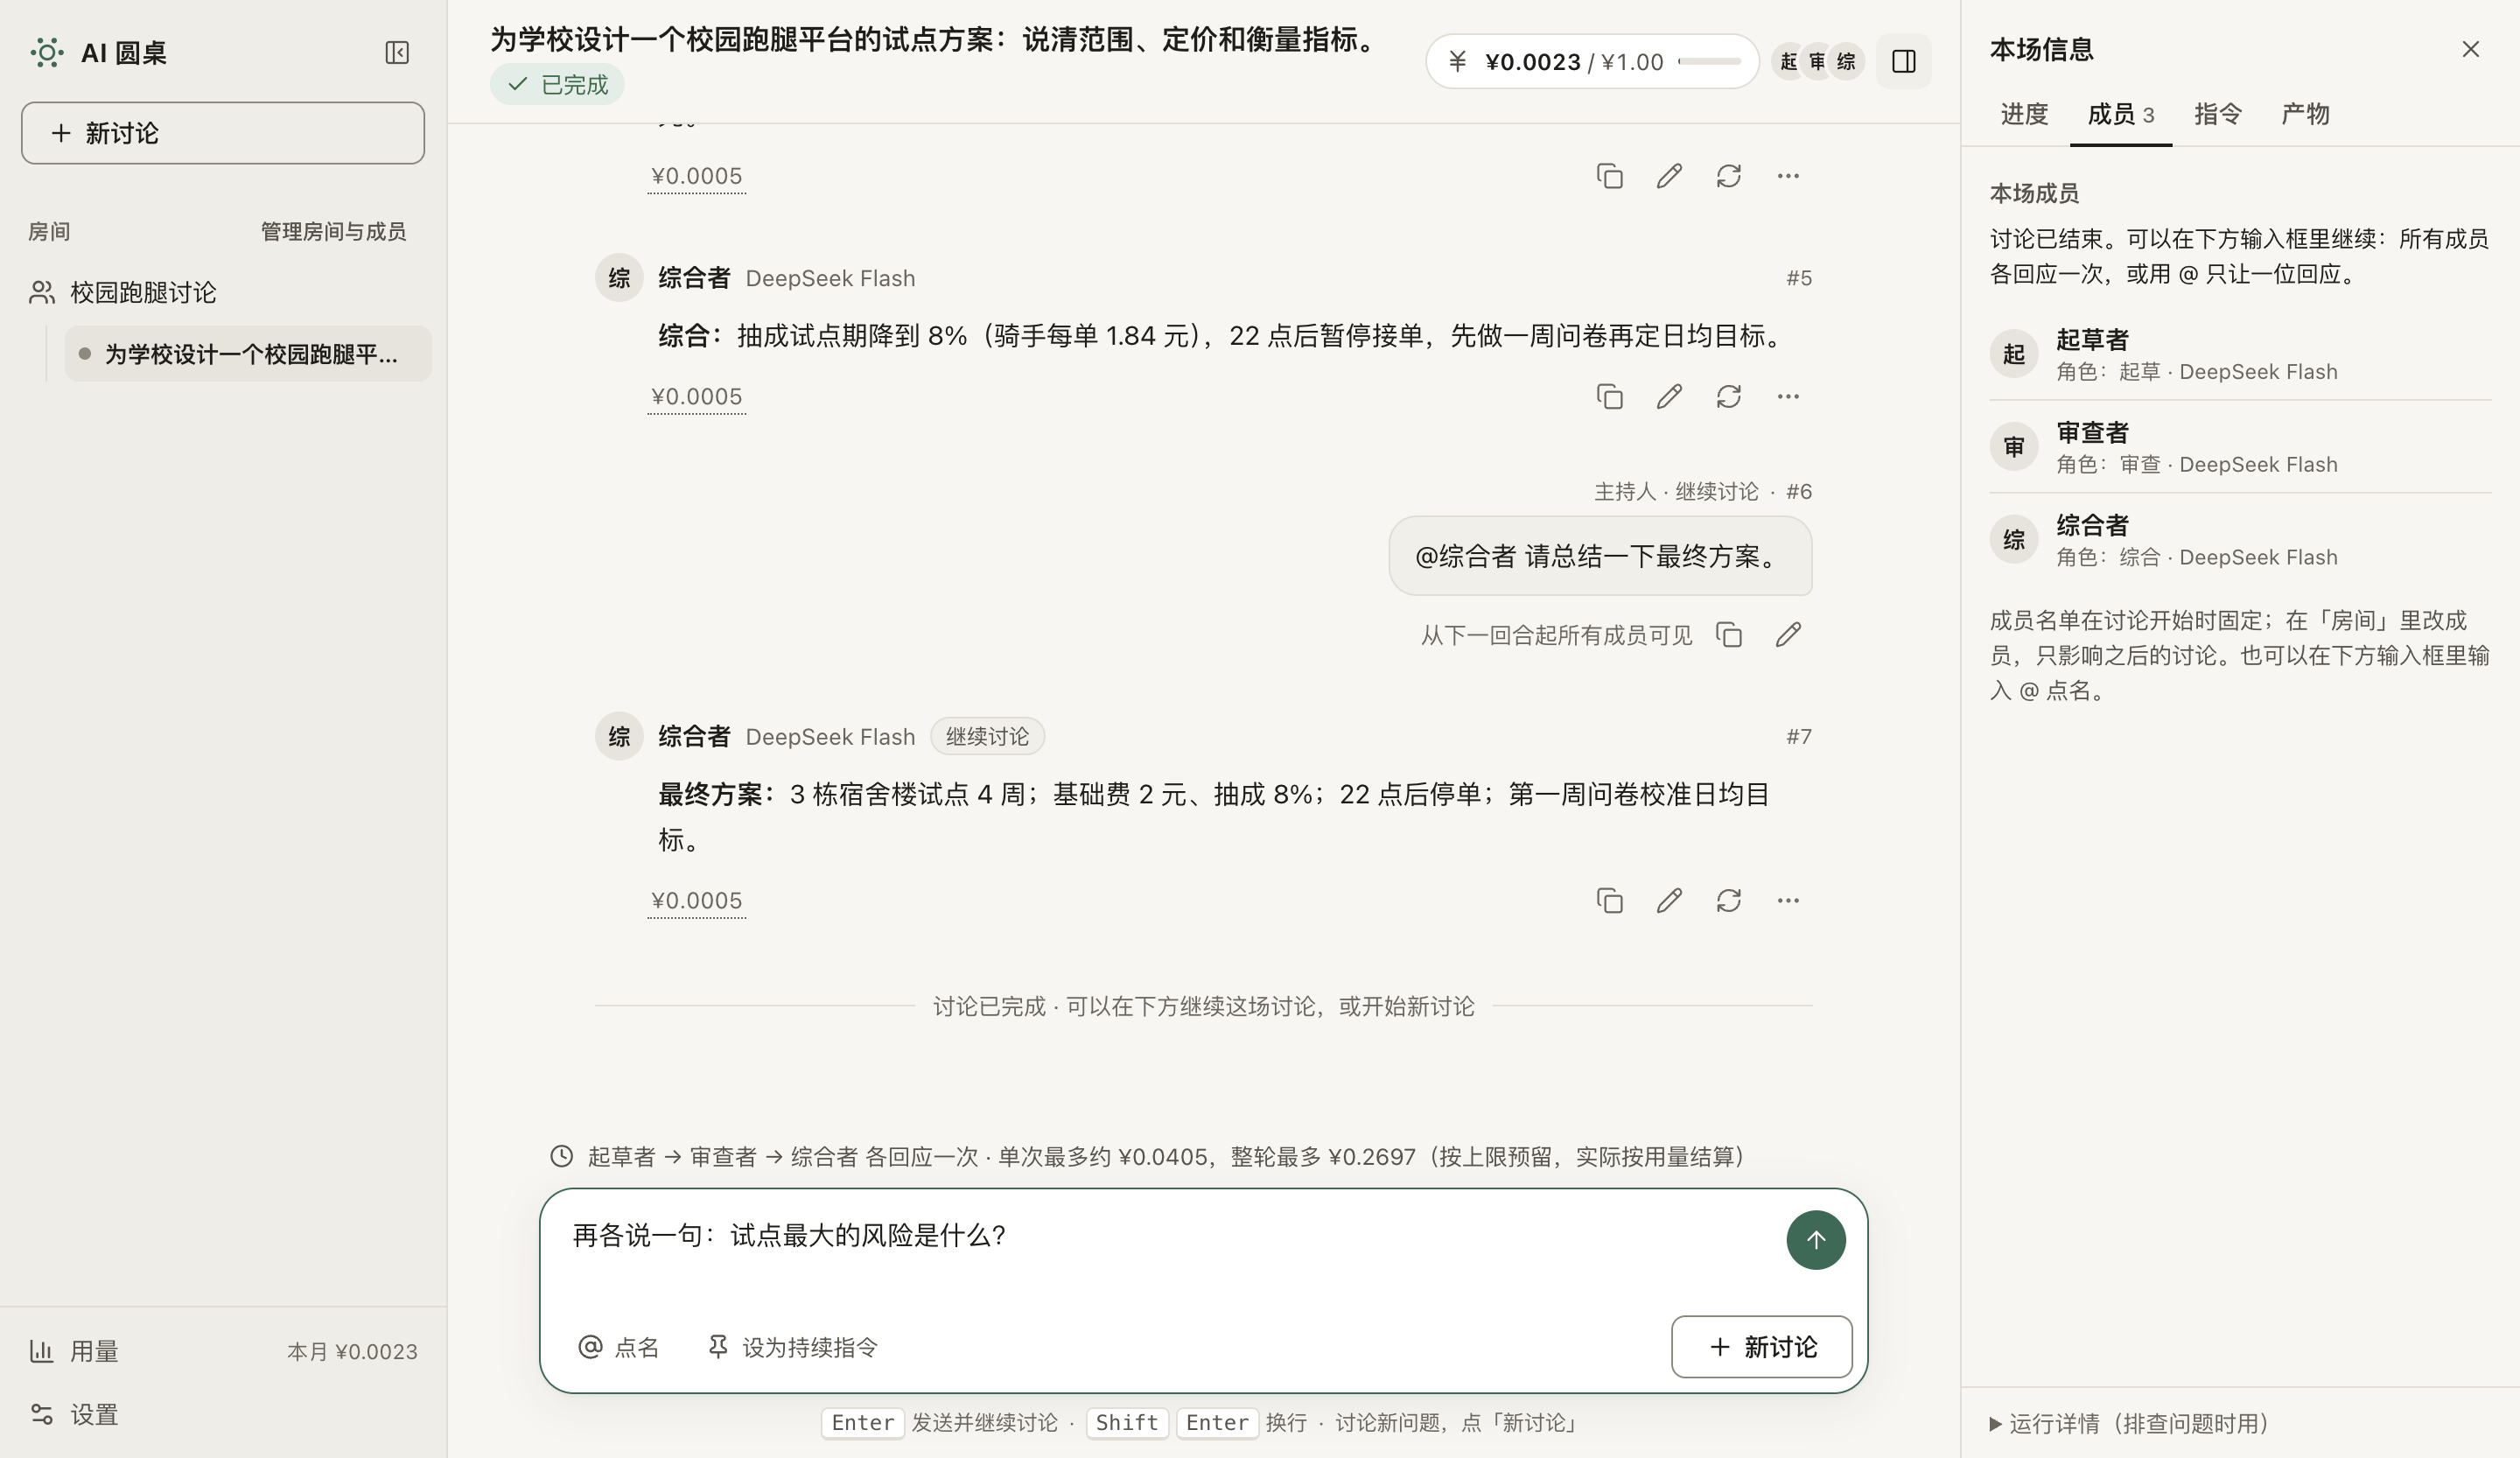 AI 圆桌
新讨论
房间
管理房间与成员
校园跑腿讨论
为学校设计一个校园跑腿平...
用量
本月 ¥0.0023
设置
为学校设计一个校园跑腿平台的试点方案：说清范围、定价和衡量指标。
已完成
¥0.0023 / ¥1.00
起 审 综
¥0.0005
综
综合者 DeepSeek Flash
#5
综合：抽成试点期降到 8%（骑手每单 1.84 元），22 点后暂停接单，先做一周问卷再定日均目标。
¥0.0005
主持人 · 继续讨论 · #6
@综合者 请总结一下最终方案。
从下一回合起所有成员可见
综
综合者 DeepSeek Flash 继续讨论
#7
最终方案：3 栋宿舍楼试点 4 周；基础费 2 元、抽成 8%；22 点后停单；第一周问卷校准日均目
标。
¥0.0005
讨论已完成 · 可以在下方继续这场讨论，或开始新讨论
起草者 → 审查者 → 综合者 各回应一次 · 单次最多约 ¥0.0405，整轮最多 ¥0.2697（按上限预留，实际按用量结算）
再各说一句：试点最大的风险是什么？
点名
设为持续指令
新讨论
Enter 发送并继续讨论 · Shift Enter 换行 · 讨论新问题，点「新讨论」
本场信息
进度 成员 3 指令 产物
本场成员
讨论已结束。可以在下方输入框里继续：所有成员
各回应一次，或用 @ 只让一位回应。
起
起草者
角色：起草 · DeepSeek Flash
审
审查者
角色：审查 · DeepSeek Flash
综
综合者
角色：综合 · DeepSeek Flash
成员名单在讨论开始时固定；在「房间」里改成
员，只影响之后的讨论。也可以在下方输入框里输
入 @ 点名。
运行详情（排查问题时用）